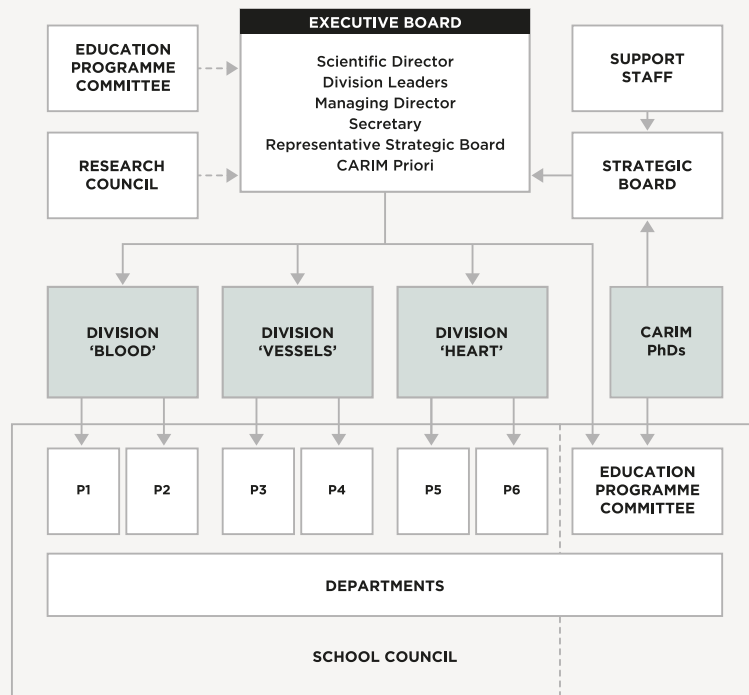 EXECUTIVE BOARD
Scientific Director
Division Leaders
Managing Director
Secretary
Representative Strategic Board
CARIM Priori
EDUCATION
PROGRAMME
COMMITTEE
RESEARCH
COUNCIL
SUPPORT
STAFF
STRATEGIC
BOARD
DIVISION
‘BLOOD’
DIVISION
‘VESSELS’
DIVISION
‘HEART’
CARIM
PhDs
P1
P2
P3
P4
P5
P6
EDUCATION
PROGRAMME
COMMITTEE
DEPARTMENTS
SCHOOL COUNCIL